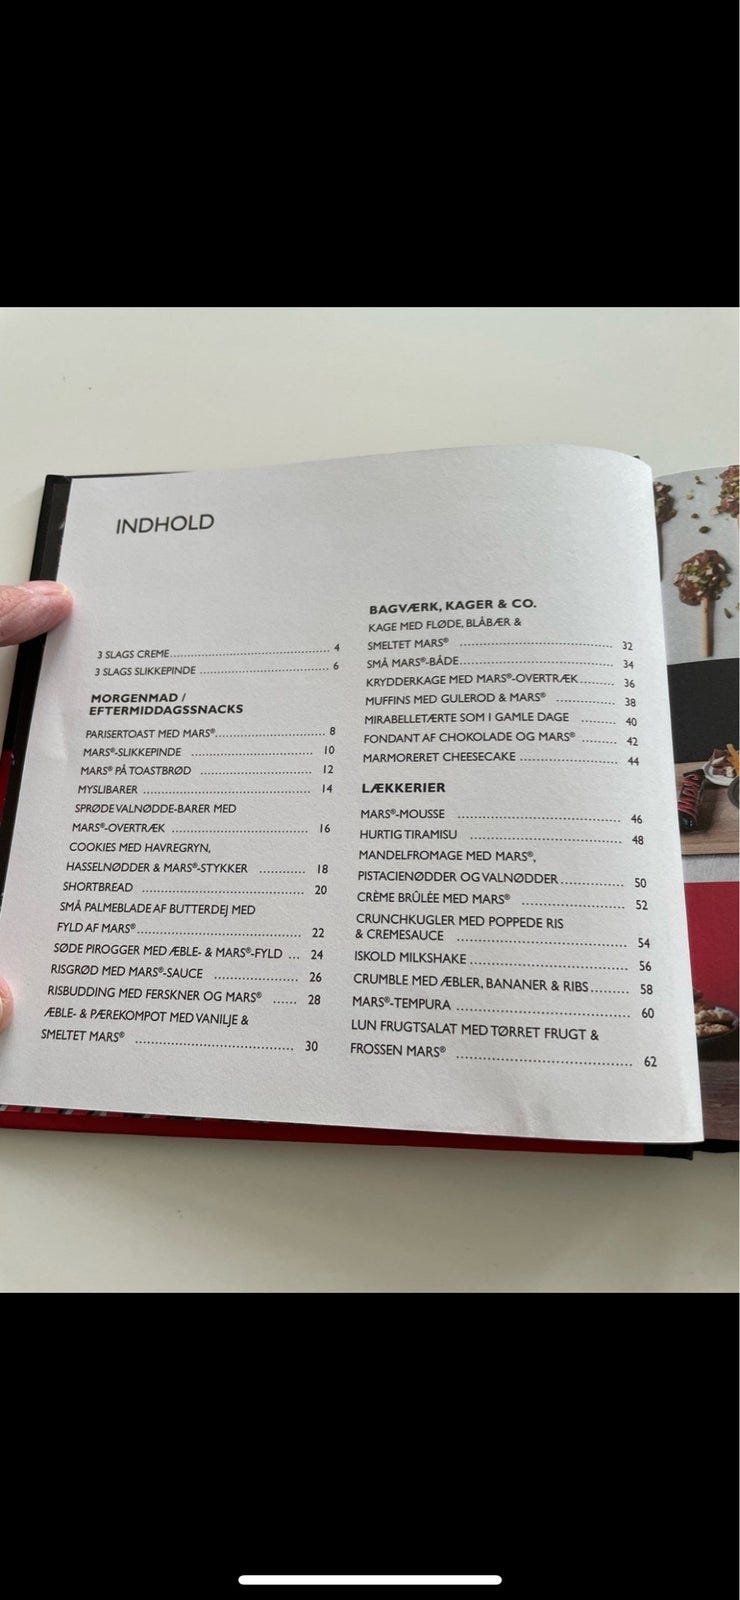 INDHOLD
3 SLAGS CREME 4
3 SLAGS SLIKKEPINDE 6
MORGENMAD /
EFTERMIDDAGSSNACKS
PARISERTOAST MED MARS® 8
MARS®-SLIKKEPINDE 10
MARS® PÅ TOASTBRØD 12
MYSLIBARER 14
SPRØDE VALNØDDE-BARER MED
MARS®-OVERTRÆK 16
COOKIES MED HAVREGRYN,
HASSELNØDDER & MARS®-STYKKER 18
SHORTBREAD 20
SMÅ PALMEBLADE AF BUTTERDEJ MED
FYLD AF MARS® 22
SØDE PIROGGER MED ÆBLE- & MARS®-FYLD ... 24
RISGRØD MED MARS®-SAUCE 26
RISBUDDING MED FERSKNER OG MARS® 28
ÆBLE- & PÆREKOMPOT MED VANILJE &
SMELTET MARS® 30
BAGVÆRK, KAGER & CO.
KAGE MED FLØDE, BLÅBÆR &
SMELTET MARS® 32
SMÅ MARS®-BÅDE 34
KRYDDERKAGE MED MARS®-OVERTRÆK 36
MUFFINS MED GULEROD & MARS® 38
MIRABELLETÆRTE SOM I GAMLE DAGE 40
FONDANT AF CHOKOLADE OG MARS® 42
MARMORERET CHEESECAKE 44
LÆKKERIER
MARS®-MOUSSE 46
HURTIG TIRAMISU 48
MANDELFROMAGE MED MARS®,
PISTACIENØDDER OG VALNØDDER 50
CRÈME BRÛLÉE MED MARS® 52
CRUNCHKUGLER MED POPPEDE RIS
& CREMESAUCE 54
ISKOLD MILKSHAKE 56
CRUMBLE MED ÆBLER, BANANER & RIBS 58
MARS®-TEMPURA 60
LUN FRUGTSALAT MED TØRRET FRUGT &
FROSSEN MARS® 62
Mars